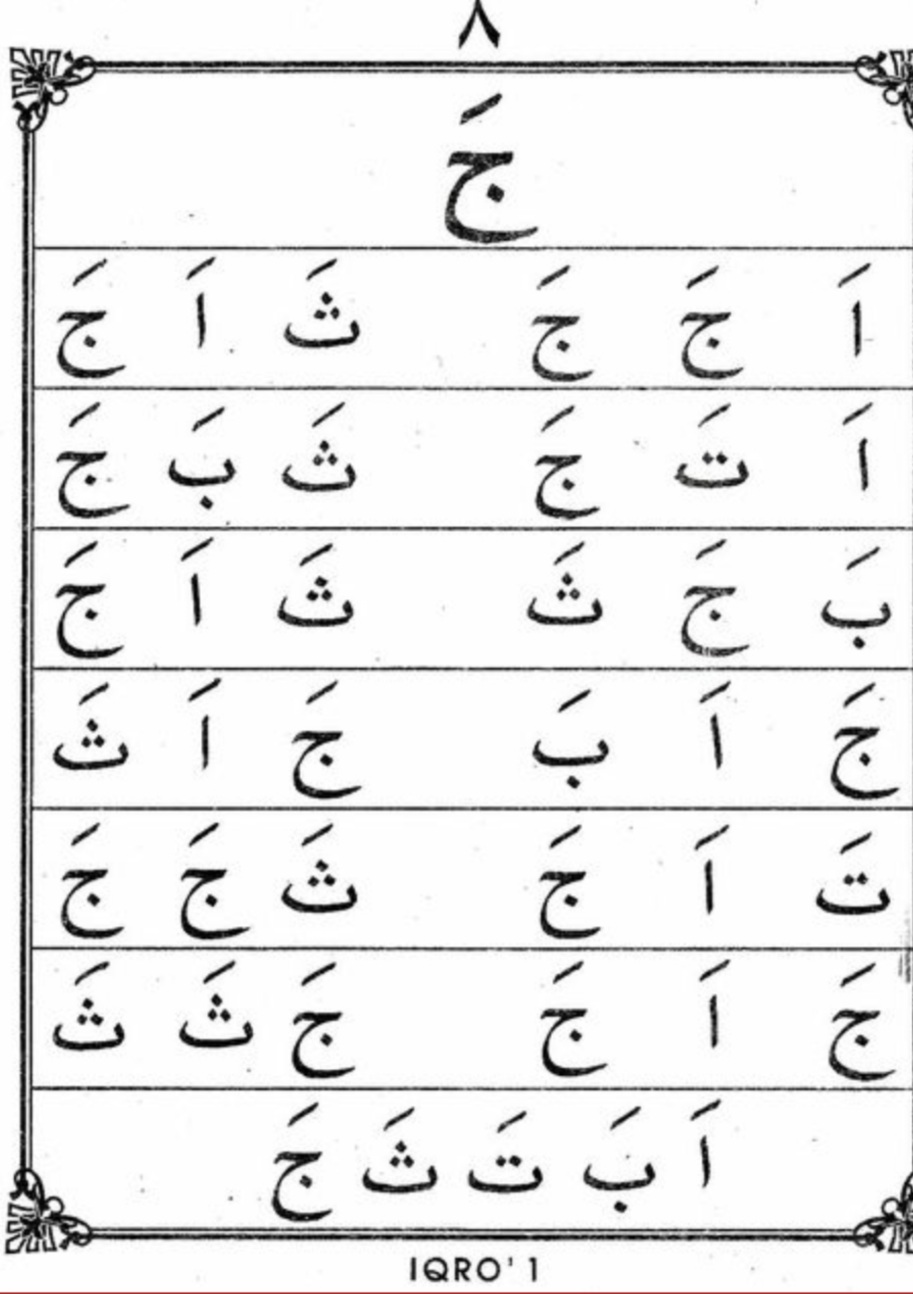 ٨
جَ
اَ جَ جَ ثَ اَ جَ
اَ تَ جَ ثَ بَ جَ
بَ جَ ثَ ثَ اَ جَ
جَ اَ بَ جَ اَ ثَ
تَ اَ جَ ثَ جَ جَ
جَ اَ جَ جَ ثَ ثَ
اَ بَ تَ ثَ جَ
IQRO' 1